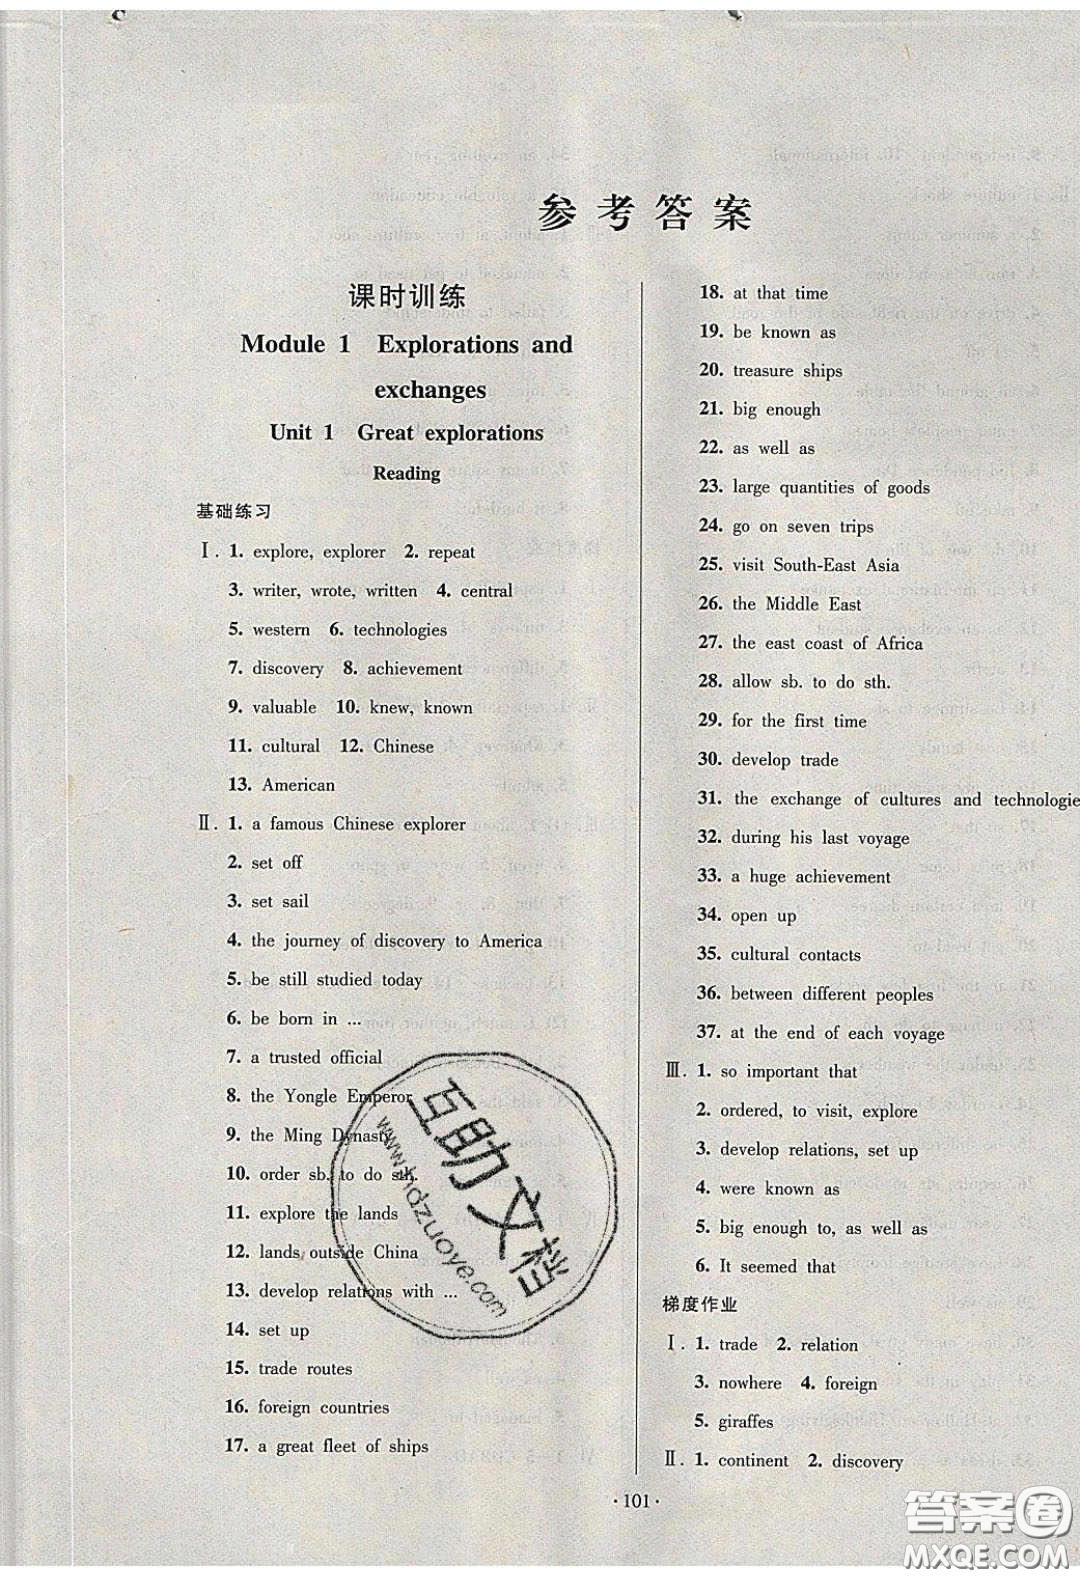 参考答案
课时训练
Module 1 Explorations and
exchanges
Unit 1 Great explorations
Reading
基础练习
Ⅰ. 1. explore, explorer 2. repeat
3. writer, wrote, written 4. central
5. western 6. technologies
7. discovery 8. achievement
9. valuable 10. knew, known
11. cultural 12. Chinese
13. American
Ⅱ. 1. a famous Chinese explorer
2. set off
3. set sail
4. the journey of discovery to America
5. be still studied today
6. be born in ...
7. a trusted official
8. the Yongle Emperor
9. the Ming Dynasty
10. order sb. to do sth.
11. explore the lands
12. lands outside China
13. develop relations with ...
14. set up
15. trade routes
16. foreign countries
17. a great fleet of ships
18. at that time
19. be known as
20. treasure ships
21. big enough
22. as well as
23. large quantities of goods
24. go on seven trips
25. visit South-East Asia
26. the Middle East
27. the east coast of Africa
28. allow sb. to do sth.
29. for the first time
30. develop trade
31. the exchange of cultures and technologie
32. during his last voyage
33. a huge achievement
34. open up
35. cultural contacts
36. between different peoples
37. at the end of each voyage
Ⅲ. 1. so important that
2. ordered, to visit, explore
3. develop relations, set up
4. were known as
5. big enough to, as well as
6. It seemed that
梯度作业
Ⅰ. 1. trade 2. relation
3. nowhere 4. foreign
5. giraffes
Ⅱ. 1. continent 2. discovery
· 101 ·
互助文档
www.hdzuoye.com
答案圈
MXQE.COM